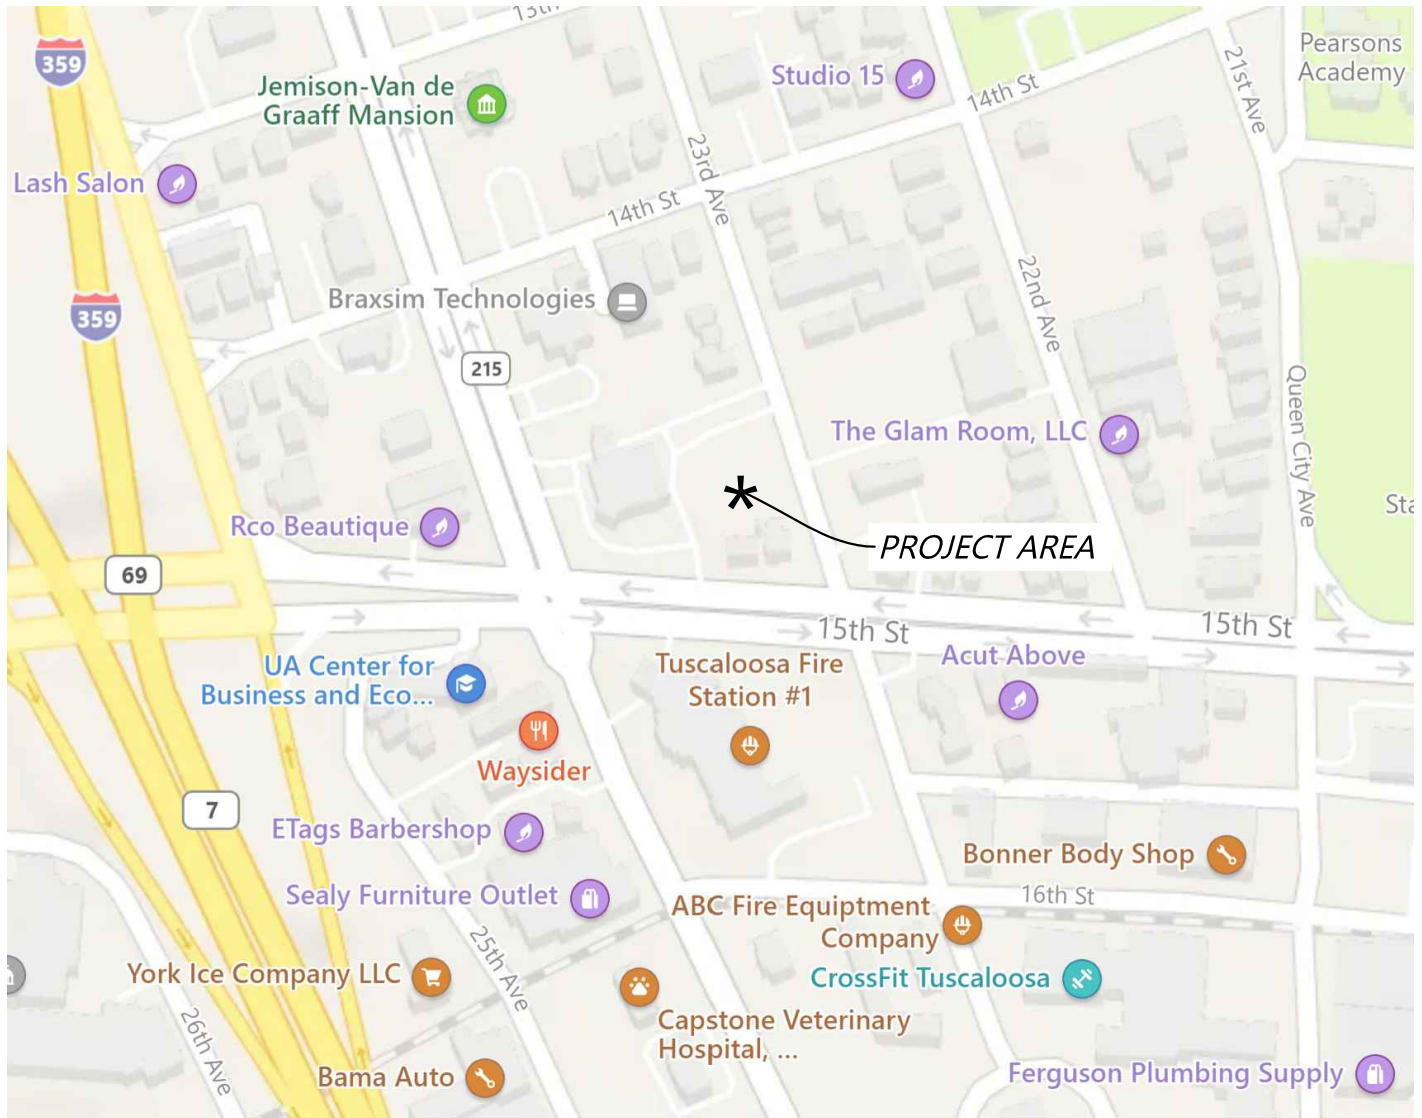 13th
359
Jemison-Van de
Graaff Mansion
Studio 15
14th St
21st Ave
Pearsons
Academy
Lash Salon
23rd Ave
14th St
22nd Ave
359
Braxsim Technologies
215
Queen City Ave
The Glam Room, LLC
Sta
Rco Beautique
PROJECT AREA
69
15th St
15th St
UA Center for
Business and Eco...
Tuscaloosa Fire
Station #1
Acut Above
Waysider
7
ETags Barbershop
Bonner Body Shop
Sealy Furniture Outlet
16th St
ABC Fire Equiptment
Company
25th Ave
York Ice Company LLC
CrossFit Tuscaloosa
26th Ave
Capstone Veterinary
Hospital, ...
Bama Auto
Ferguson Plumbing Supply